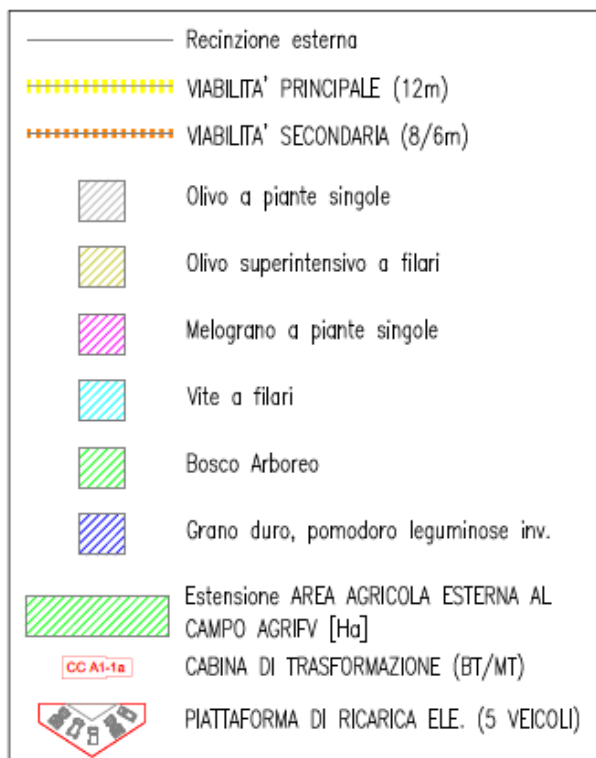 Recinzione esterna
VIABILITA' PRINCIPALE (12m)
VIABILITA' SECONDARIA (8/6m)
Olivo a piante singole
Olivo superintensivo a filari
Melograno a piante singole
Vite a filari
Bosco Arboreo
Grano duro, pomodoro leguminose inv.
Estensione AREA AGRICOLA ESTERNA AL
CAMPO AGRIFV [Ha]
CC A1-1a CABINA DI TRASFORMAZIONE (BT/MT)
PIATTAFORMA DI RICARICA ELE. (5 VEICOLI)